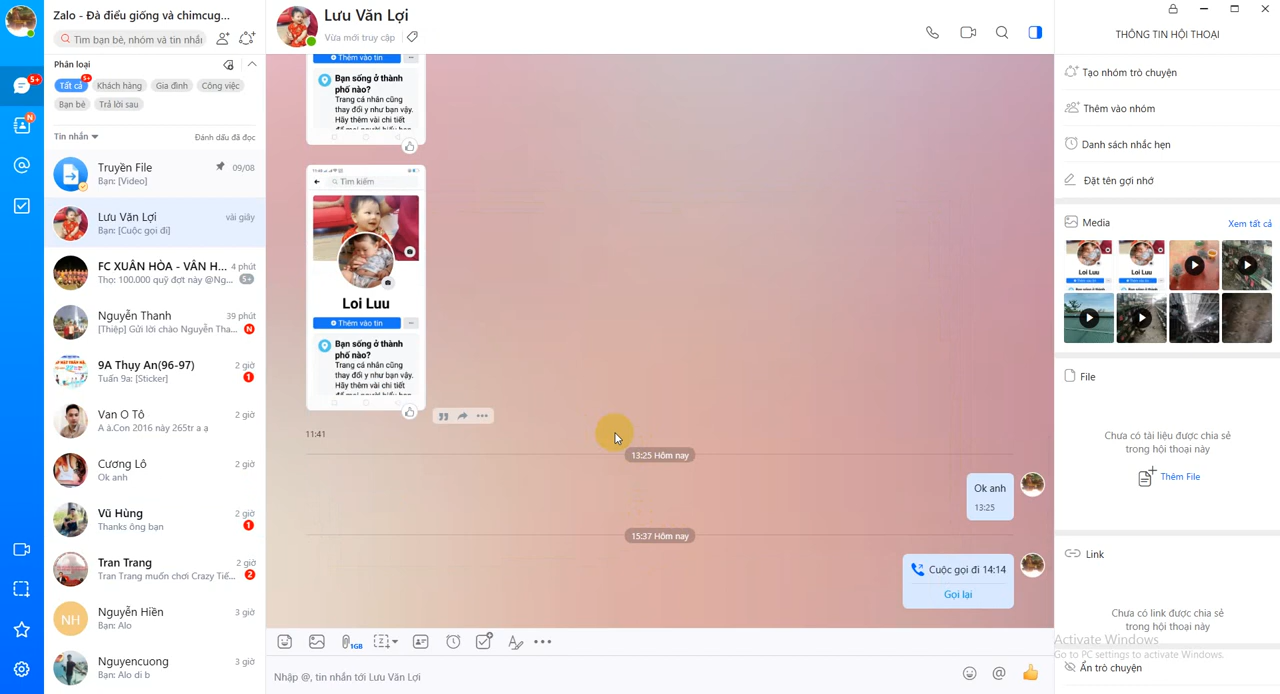 Zalo - Đà điểu giống và chimcug...
Tìm bạn bè, nhóm và tin nhắn
Phân loại
5+
Tất cả
5+
Khách hàng
Gia đình
Công việc
Bạn bè
Trả lời sau
N
Tin nhắn
Đánh dấu đã đọc
Truyền File
09/08
Bạn: [Video]
Lưu Văn Lợi
vài giây
Bạn: [Cuộc gọi đi]
FC XUÂN HÒA - VÂN H...
4 phút
Thọ: 100.000 quỹ đợt này @Ng...
5+
Nguyễn Thanh
39 phút
[Thiệp] Gửi lời chào Nguyễn Tha...
N
9A Thụy An(96-97)
2 giờ
Tuấn 9a: [Sticker]
1
Van O Tô
2 giờ
A à.Con 2016 này 265tr a ạ
Cương Lô
2 giờ
Ok anh
Vũ Hùng
2 giờ
Thanks ông bạn
1
Tran Trang
2 giờ
Tran Trang muốn chơi Crazy Tiế...
2
NH
Nguyễn Hiền
3 giờ
Bạn: Alo
Nguyencuong
3 giờ
Bạn: Alo di b
Lưu Văn Lợi
Vừa mới truy cập
Thêm vào tin
Bạn sống ở thành
phố nào?
Trang cá nhân cũng
thay đổi y như bạn vậy.
Hãy thêm vài chi tiết
Tìm kiếm
Loi Luu
Thêm vào tin
Bạn sống ở thành
phố nào?
Trang cá nhân cũng
thay đổi y như bạn vậy.
Hãy thêm vài chi tiết
11:41
13:25 Hôm nay
Ok anh
13:25
15:37 Hôm nay
Cuộc gọi đi 14:14
Gọi lại
1GB
Nhập @, tin nhắn tới Lưu Văn Lợi
THÔNG TIN HỘI THOẠI
Tạo nhóm trò chuyện
Thêm vào nhóm
Danh sách nhắc hẹn
Đặt tên gợi nhớ
Media
Xem tất cả
Loi Luu
Loi Luu
File
Chưa có tài liệu được chia sẻ
trong hội thoại này
Thêm File
Link
Chưa có link được chia sẻ
trong hội thoại này
Activate Windows
Go to PC settings to activate Windows.
Ẩn trò chuyện